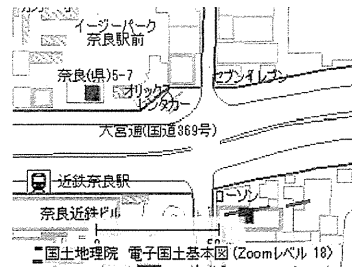 イージーパーク
奈良駅前
奈良(県)5-7
オリックス
レンタカー
セブンイレブン
大宮通(国道369号)
近鉄奈良駅
ローソン
奈良近鉄ビル
国土地理院 電子国土基本図 (Zoomレベル 18)